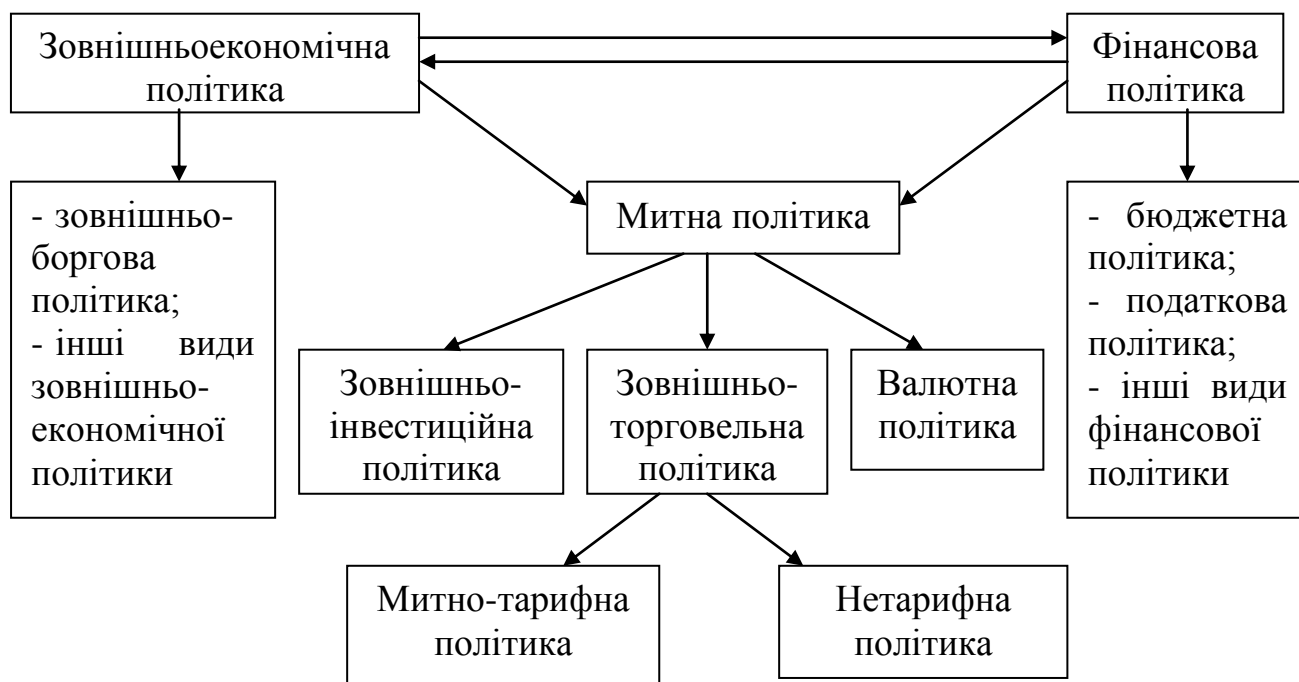 Зовнішньоекономічна
політика
Фінансова
політика
- зовнішньо-
боргова
політика;
- інші види
зовнішньо-
економічної
політики
Митна політика
- бюджетна
політика;
- податкова
політика;
- інші види
фінансової
політики
Зовнішньо-
інвестиційна
політика
Зовнішньо-
торговельна
політика
Валютна
політика
Митно-тарифна
політика
Нетарифна
політика